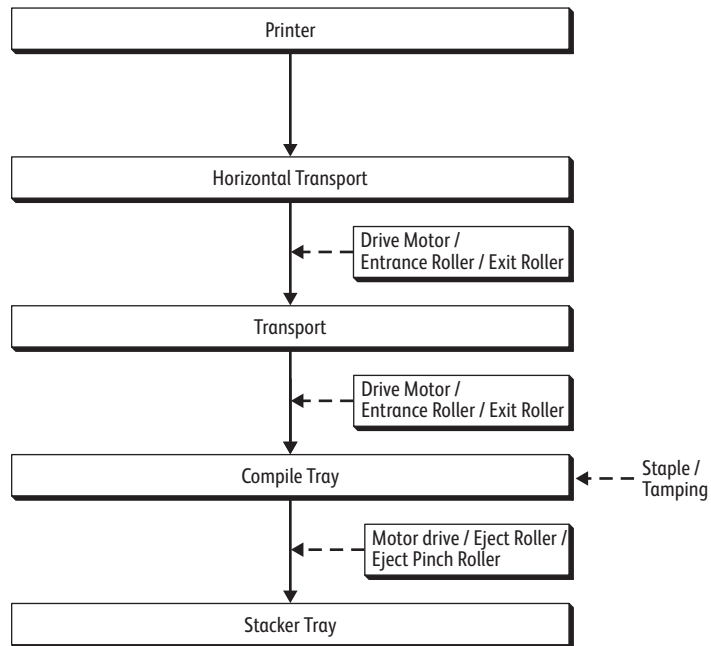 Printer
Horizontal Transport
Drive Motor /
Entrance Roller / Exit Roller
Transport
Drive Motor /
Entrance Roller / Exit Roller
Compile Tray
Staple /
Tamping
Motor drive / Eject Roller /
Eject Pinch Roller
Stacker Tray